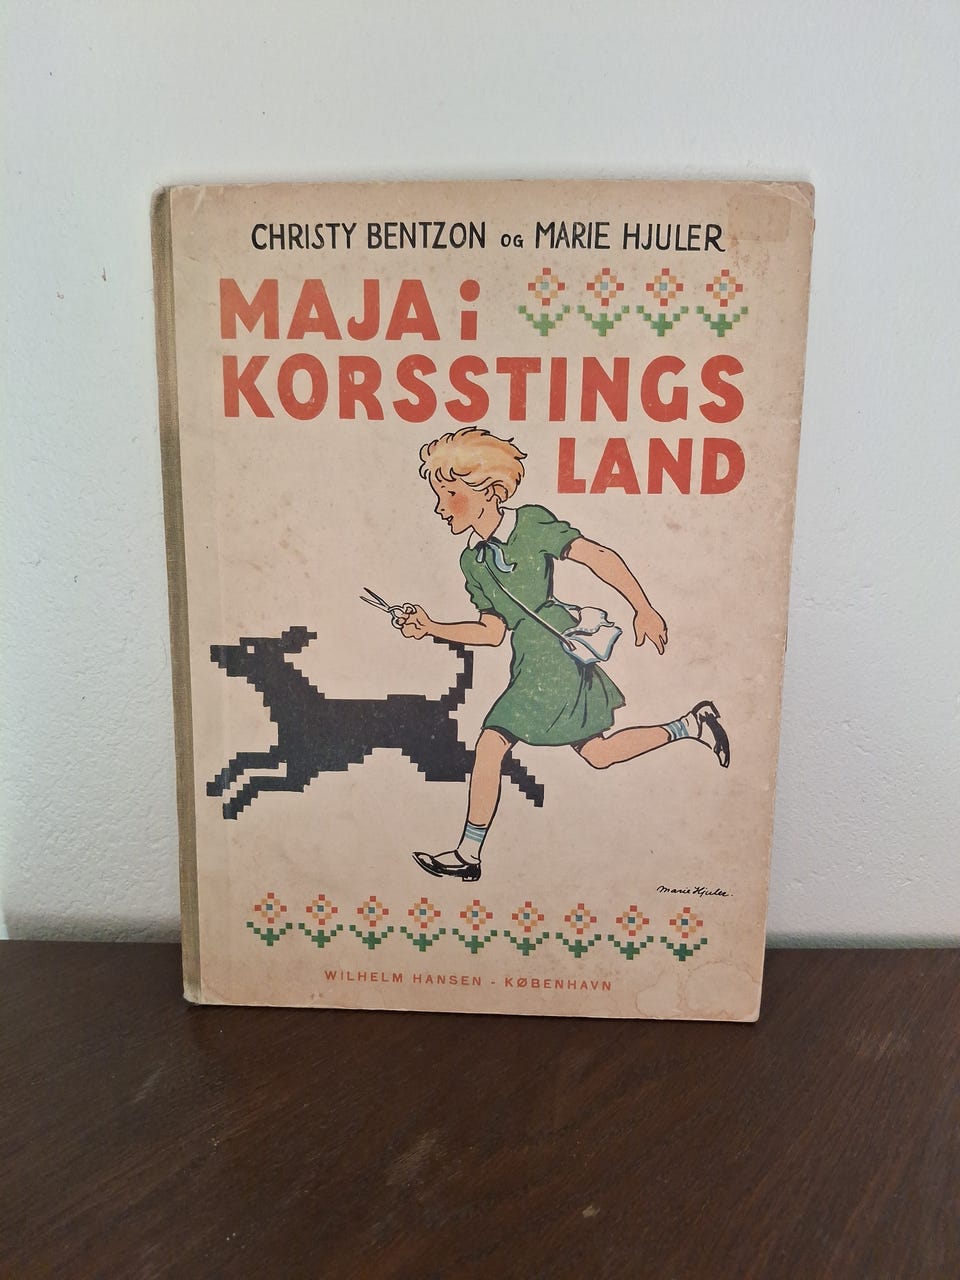 CHRISTY BENTZON OG MARIE HJULER
MAJA i
KORSSTINGS
LAND
Marie Hjuler.
WILHELM HANSEN - KØBENHAVN